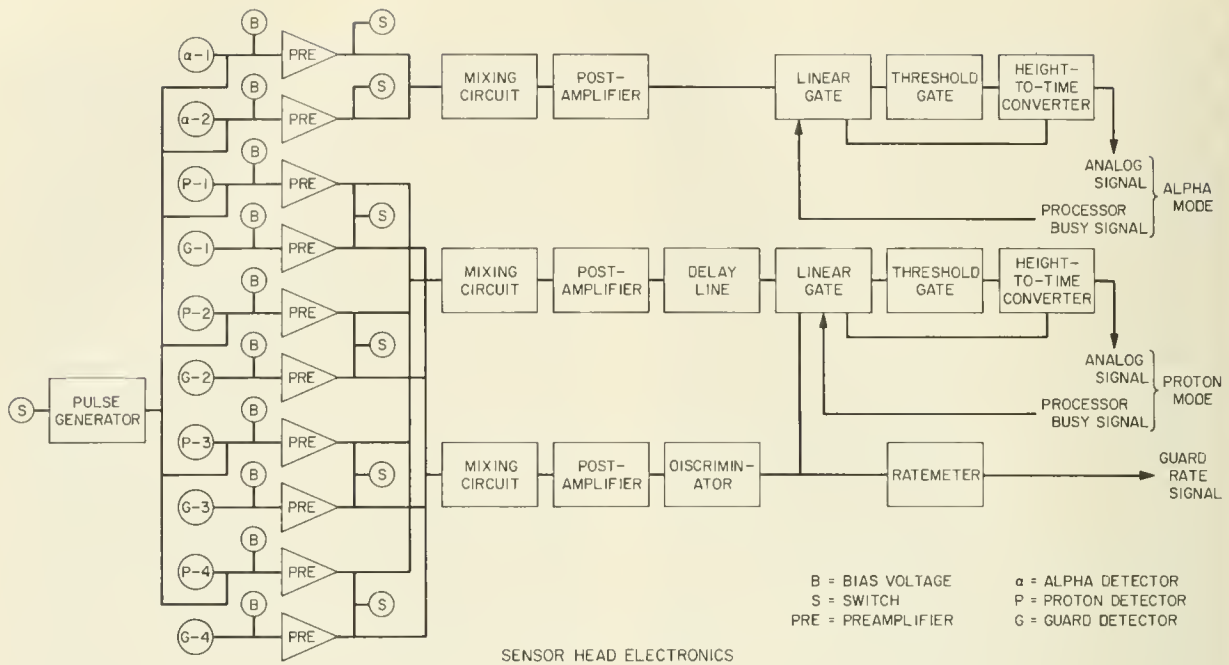 S
α-1
B
PRE
S
α-2
B
PRE
S
P-1
B
PRE
S
G-1
B
PRE
P-2
B
PRE
S
G-2
B
PRE
S
PULSE
GENERATOR
P-3
B
PRE
S
G-3
B
PRE
P-4
B
PRE
S
G-4
B
PRE
MIXING
CIRCUIT
POST-
AMPLIFIER
LINEAR
GATE
THRESHOLD
GATE
HEIGHT-
TO-TIME
CONVERTER
ANALOG
SIGNAL
PROCESSOR
BUSY SIGNAL
ALPHA
MODE
MIXING
CIRCUIT
POST-
AMPLIFIER
DELAY
LINE
LINEAR
GATE
THRESHOLD
GATE
HEIGHT-
TO-TIME
CONVERTER
ANALOG
SIGNAL
PROCESSOR
BUSY SIGNAL
PROTON
MODE
MIXING
CIRCUIT
POST-
AMPLIFIER
DISCRIMIN-
ATOR
RATEMETER
GUARD
RATE
SIGNAL
B = BIAS VOLTAGE
S = SWITCH
PRE = PREAMPLIFIER
α = ALPHA DETECTOR
P = PROTON DETECTOR
G = GUARD DETECTOR
SENSOR HEAD ELECTRONICS